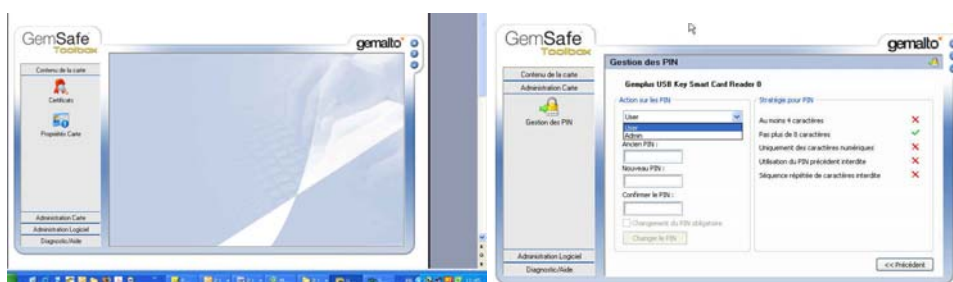 GemSafe
Toolbox
gemalto
Contenu de la carte
Certificats
Propriétés Carte
Administration Carte
Administration Logiciel
Diagnostic/Aide
GemSafe
Toolbox
gemalto
Contenu de la carte
Administration Carte
Gestion des PIN
Administration Logiciel
Diagnostic/Aide
Gestion des PIN
Gemplus USB Key Smart Card Reader 0
Action sur les PIN
User
User
Admin
Ancien PIN :
Nouveau PIN :
Confirmer le PIN :
Changement du PIN obligatoire
Changer le PIN
Stratégie pour PIN
Au moins 4 caractères
Pas plus de 8 caractères
Uniquement des caractères numériques
Utilisation du PIN précédent interdite
Séquence répétée de caractères interdite
<< Précédent